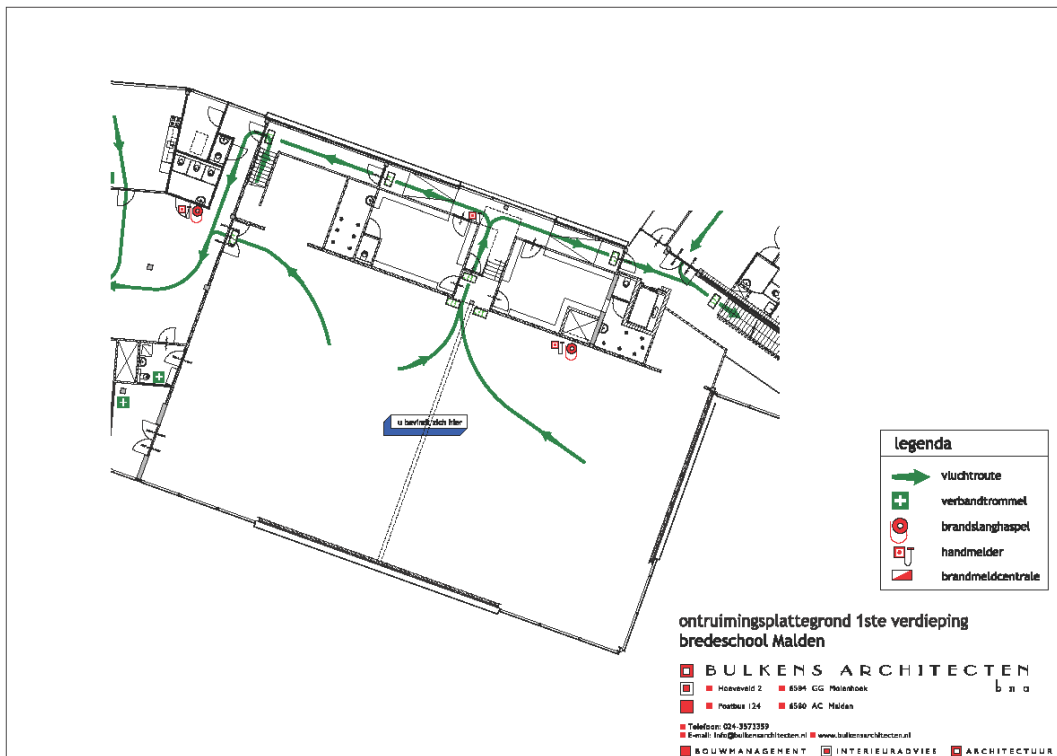 u bevindt zich hier
legenda
vluchtroute
verbandtrommel
brandslanghaspel
handmelder
brandmeldcentrale
ontruimingsplattegrond 1ste verdieping
bredeschool Malden
BULKENS ARCHITECTEN
bna
Hoeveveld 2 6584 GG Molenhoek
Postbus 124 6580 AC Malden
Telefoon: 024-3573359
E-mail: info@bulkensarchitecten.nl www.bulkensarchitecten.nl
BOUWMANAGEMENT INTERIEURADVIES ARCHITECTUUR